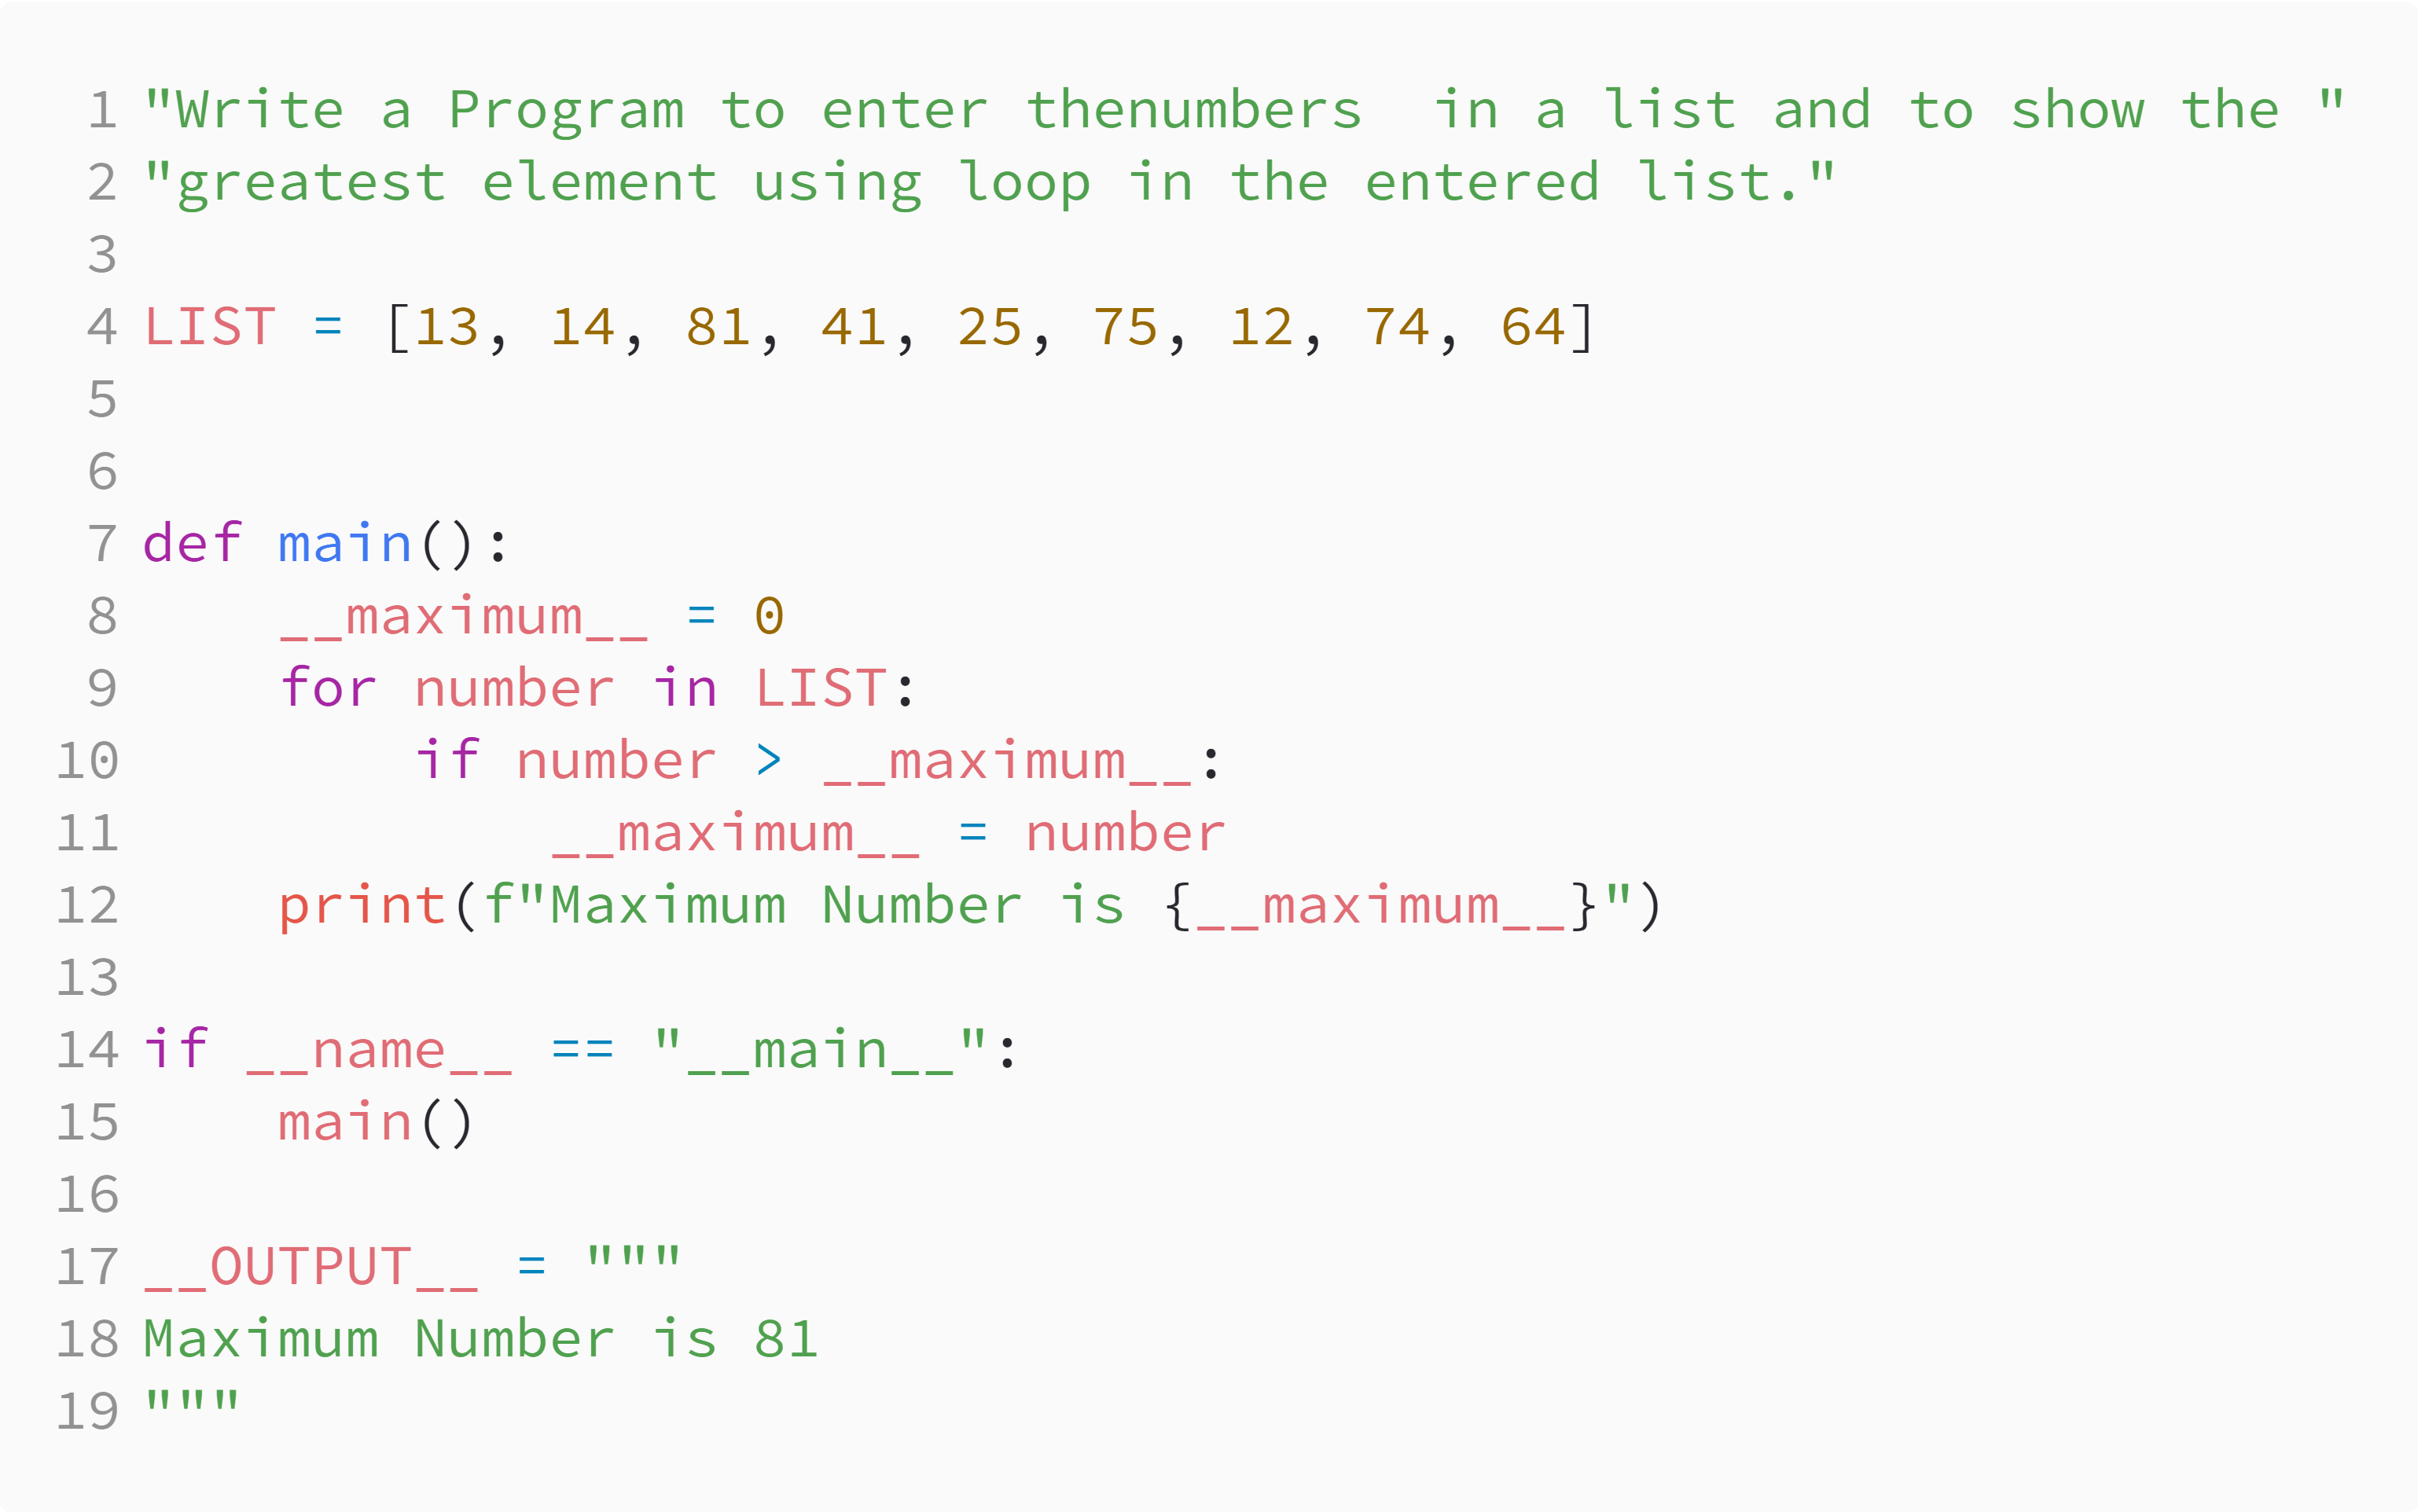 1 "Write a Program to enter thenumbers  in a list and to show the "
2 "greatest element using loop in the entered list."
3
4 LIST = [13, 14, 81, 41, 25, 75, 12, 74, 64]
5
6
7 def main():
8     __maximum__ = 0
9     for number in LIST:
10         if number > __maximum__:
11             __maximum__ = number
12     print(f"Maximum Number is {__maximum__}")
13
14 if __name__ == "__main__":
15     main()
16
17 __OUTPUT__ = """
18 Maximum Number is 81
19 """